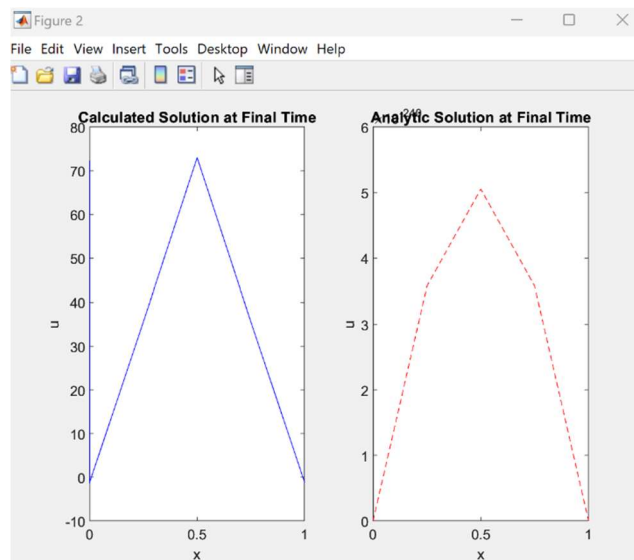 Figure 2
File Edit View Insert Tools Desktop Window Help
Calculated Solution at Final Time
80
70
60
50
40
30
20
10
0
-10
u
0 0.5 1
x
Analytic Solution at Final Time
6
5
4
3
2
1
0
u
0 0.5 1
x